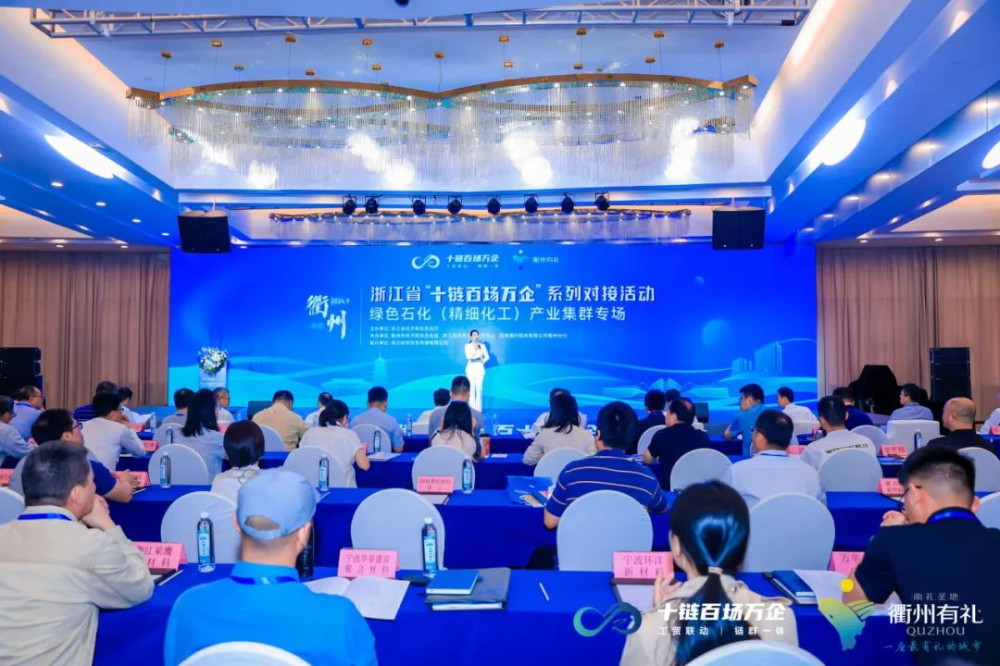 十链百场万企
工贸联动 链群一体
衢州有礼
衢州
2024.9
浙江省“十链百场万企”系列对接活动
绿色石化（精细化工）产业集群专场
主办单位：浙江省经济和信息化厅
浙江采鹰
材料
宁波华泰盛富
聚合材料
宁波环洋
新材料
万华
十链百场万企
工贸联动 | 链群一体
南孔圣地
衢州有礼
QUZHOU
一座最有礼的城市